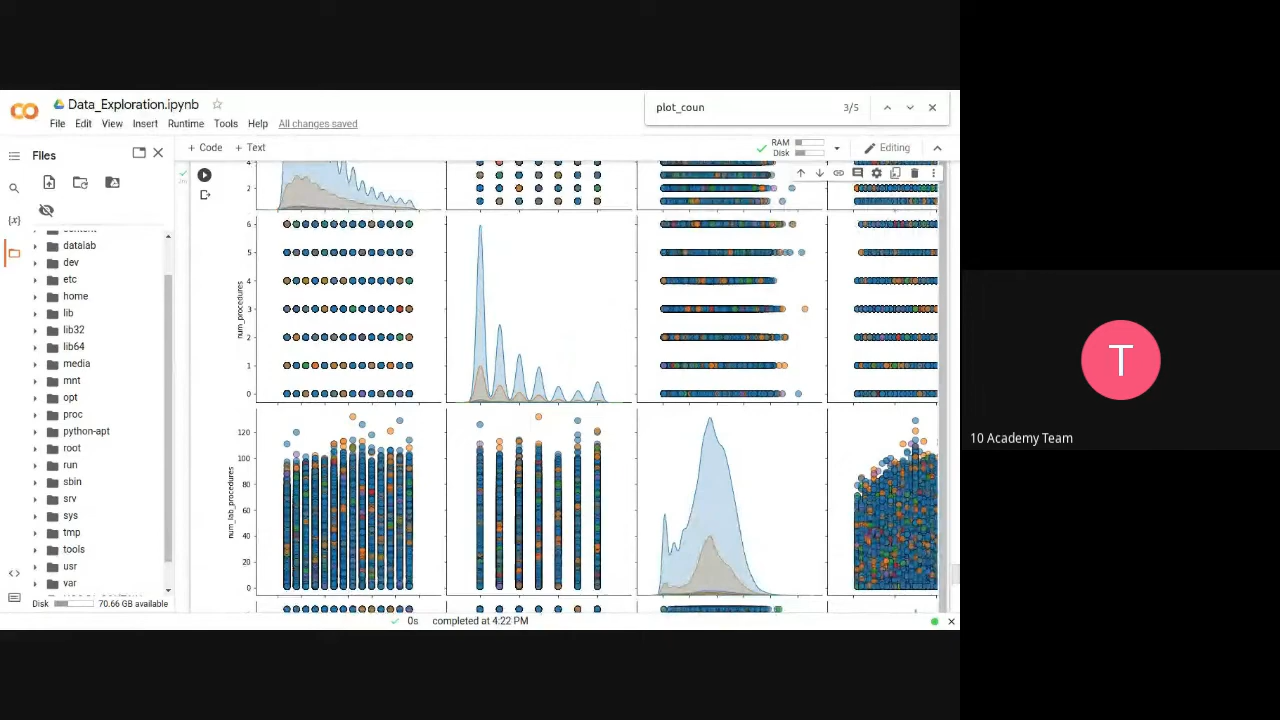 Data_Exploration.ipynb
plot_coun 3/5
File Edit View Insert Runtime Tools Help All changes saved
Files
+ Code + Text
RAM
Disk
Editing
{x}
datalab
dev
etc
home
lib
lib32
lib64
media
mnt
opt
proc
python-apt
root
run
sbin
srv
sys
tmp
tools
usr
var
Disk 70.66 GB available
4
2
6
5
4
3
2
1
0
num_procedures
120
100
80
60
40
20
0
num_lab_procedures
0s completed at 4:22 PM
T
10 Academy Team